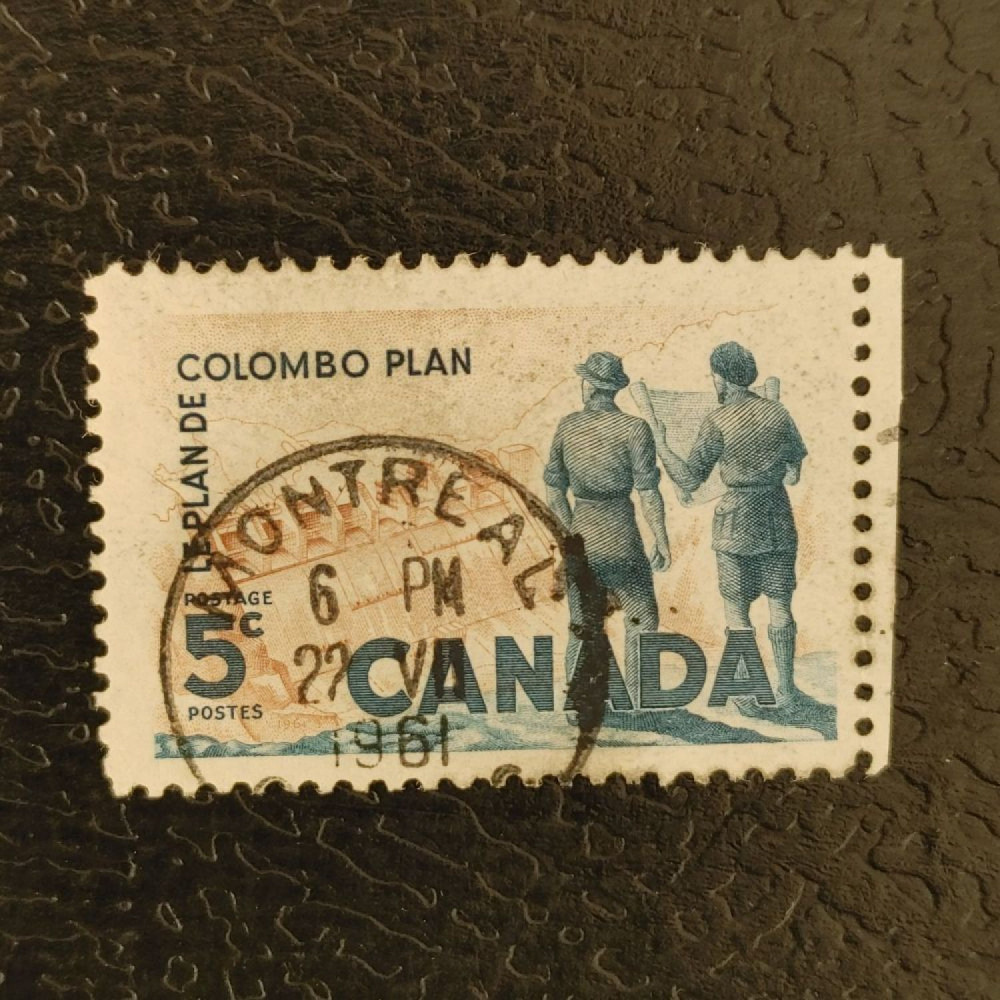 COLOMBO PLAN
LE PLAN DE
POSTAGE
5c
POSTES
CANADA
MONTREAL
6 PM
1961